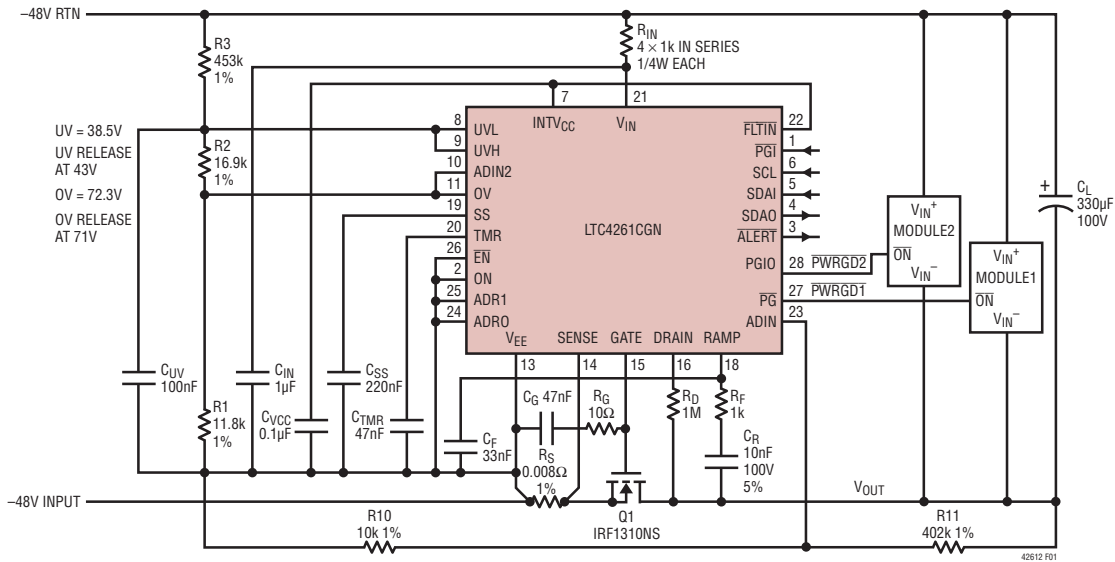 –48V RTN
R3
453k
1%
RIN
4 × 1k IN SERIES
1/4W EACH
UV = 38.5V
UV RELEASE
AT 43V
OV = 72.3V
OV RELEASE
AT 71V
R2
16.9k
1%
R1
11.8k
1%
7
21
INTVCC
VIN
8
UVL
9
UVH
10
ADIN2
11
OV
19
SS
20
TMR
26
EN
2
ON
25
ADR1
24
ADR0
LTC4261CGN
FLTIN
22
PGI
1
SCL
6
SDAI
5
SDAO
4
ALERT
3
PGIO
28 PWRGD2
PG
27 PWRGD1
ADIN
23
VEE
SENSE
GATE
DRAIN
RAMP
13
14
15
16
18
VIN+
MODULE2
ON
VIN–
VIN+
MODULE1
ON
VIN–
+
CL
330µF
100V
CUV
100nF
CIN
1µF
CVCC
0.1µF
CSS
220nF
CTMR
47nF
CF
33nF
CG 47nF
RG
10Ω
RS
0.008Ω
1%
RD
1M
RF
1k
CR
10nF
100V
5%
–48V INPUT
Q1
IRF1310NS
VOUT
R10
10k 1%
R11
402k 1%
42612 F01